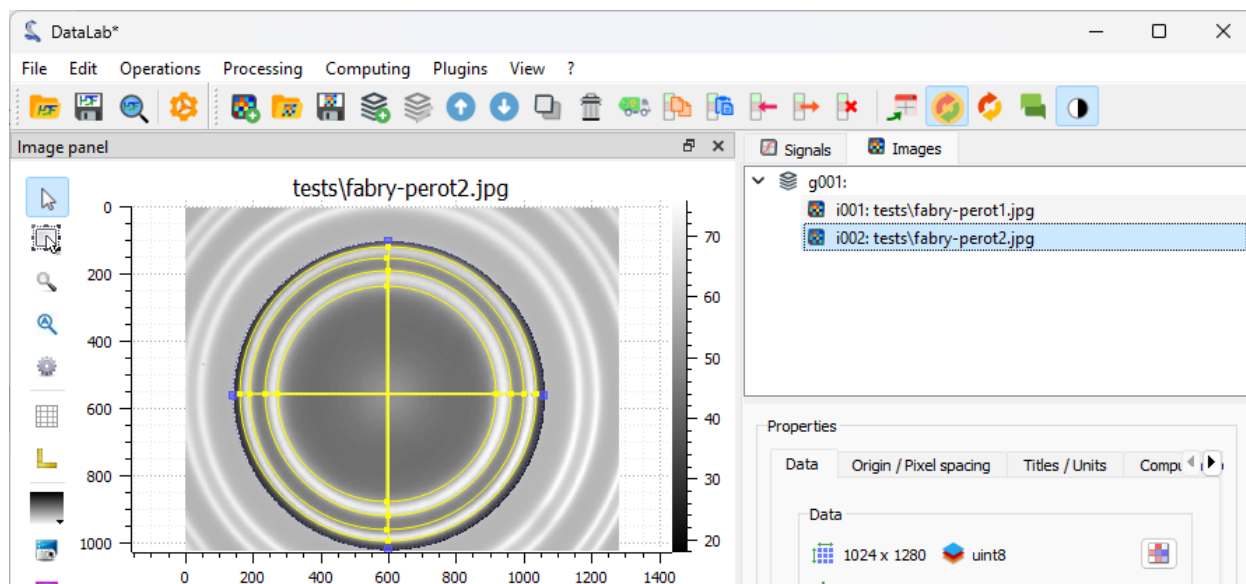 DataLab*
File Edit Operations Processing Computing Plugins View ?
Image panel
Signals Images
g001:
i001: tests\fabry-perot1.jpg
i002: tests\fabry-perot2.jpg
tests\fabry-perot2.jpg
0
200
400
600
800
1000
0 200 400 600 800 1000 1200 1400
70
60
50
40
30
20
Properties
Data Origin / Pixel spacing Titles / Units
Data
1024 x 1280 uint8